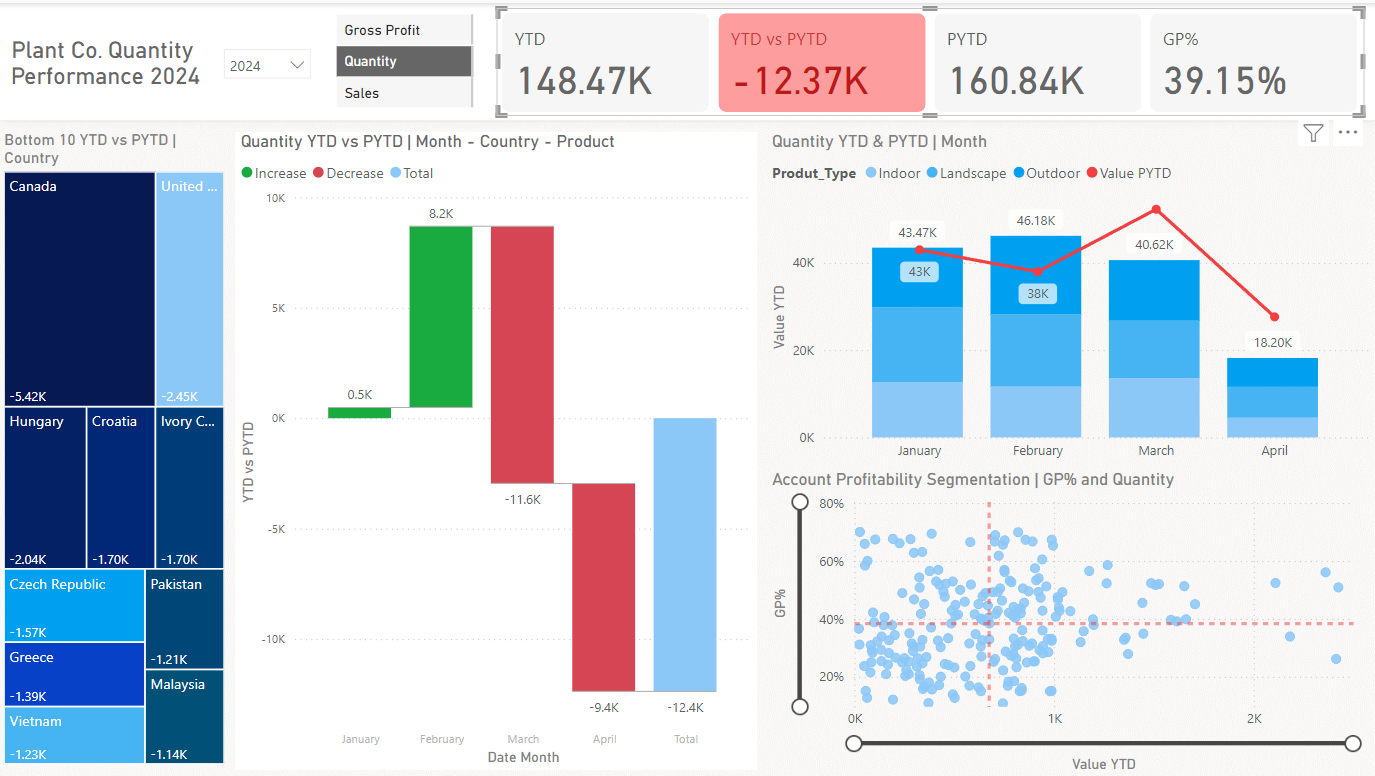 Plant Co. Quantity
Performance 2024
2024
Gross Profit
Quantity
Sales
YTD
148.47K
YTD vs PYTD
-12.37K
PYTD
160.84K
GP%
39.15%
Bottom 10 YTD vs PYTD |
Country
Canada
-5.42K
United ...
-2.45K
Hungary
-2.04K
Croatia
-1.70K
Ivory C...
-1.70K
Czech Republic
-1.57K
Pakistan
-1.21K
Greece
-1.39K
Malaysia
-1.14K
Vietnam
-1.23K
Quantity YTD vs PYTD | Month - Country - Product
Increase Decrease Total
10K
5K
0K
-5K
-10K
YTD vs PYTD
0.5K
8.2K
-11.6K
-9.4K
-12.4K
January February March April Total
Date Month
Quantity YTD & PYTD | Month
Produt_Type Indoor Landscape Outdoor Value PYTD
40K
20K
0K
Value YTD
43.47K
43K
46.18K
38K
40.62K
18.20K
January February March April
Account Profitability Segmentation | GP% and Quantity
80%
60%
40%
20%
GP%
0K 1K 2K
Value YTD